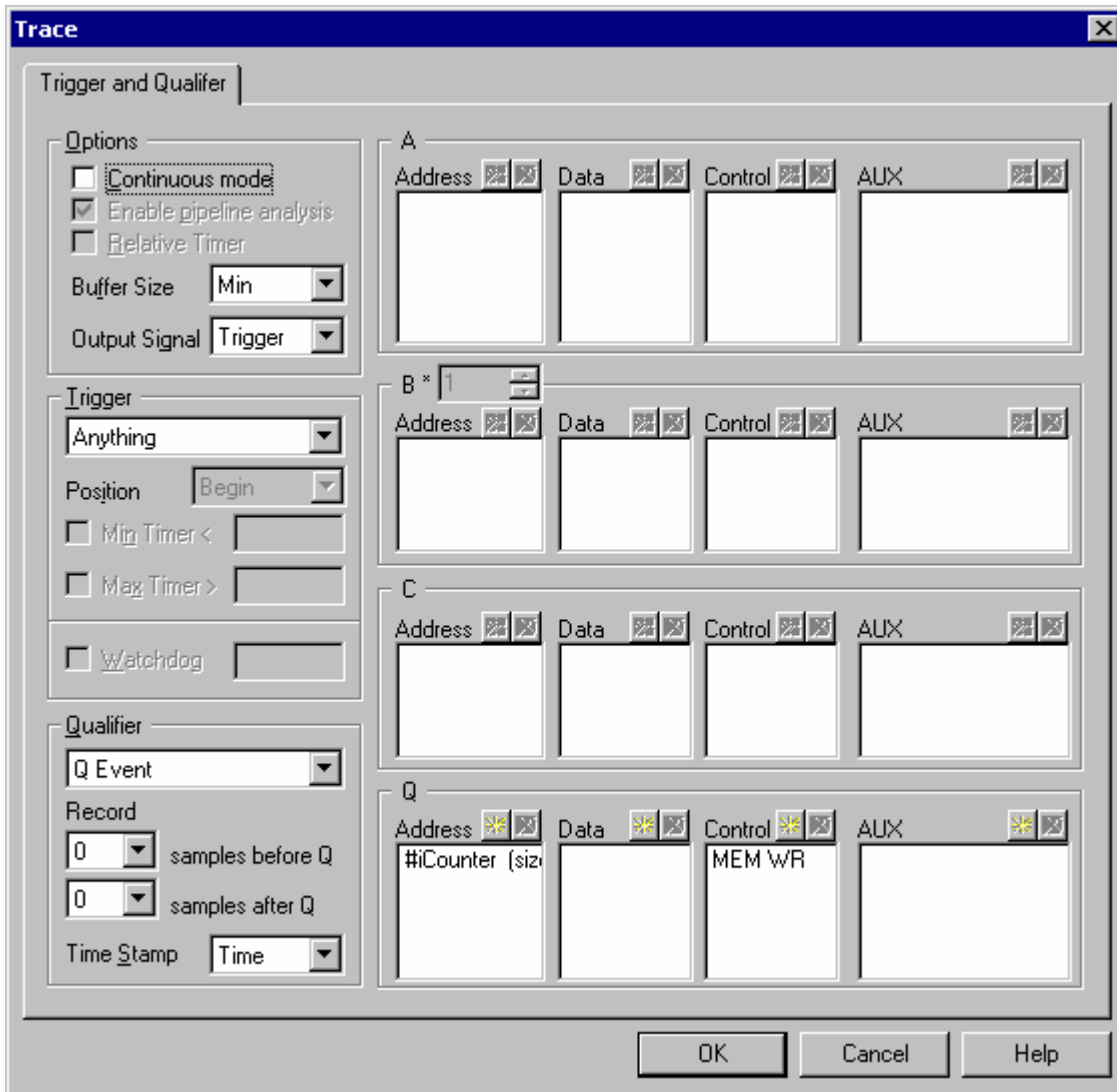 Trace
Trigger and Qualifer
Options
Continuous mode
Enable pipeline analysis
Relative Timer
Buffer Size Min
Output Signal Trigger
Trigger
Anything
Position Begin
Min Timer <
Max Timer >
Watchdog
Qualifier
Q Event
Record
0 samples before Q
0 samples after Q
Time Stamp Time
A
Address Data Control AUX
B * 1
Address Data Control AUX
C
Address Data Control AUX
Q
Address Data Control AUX
#iCounter (size MEM WR
OK Cancel Help